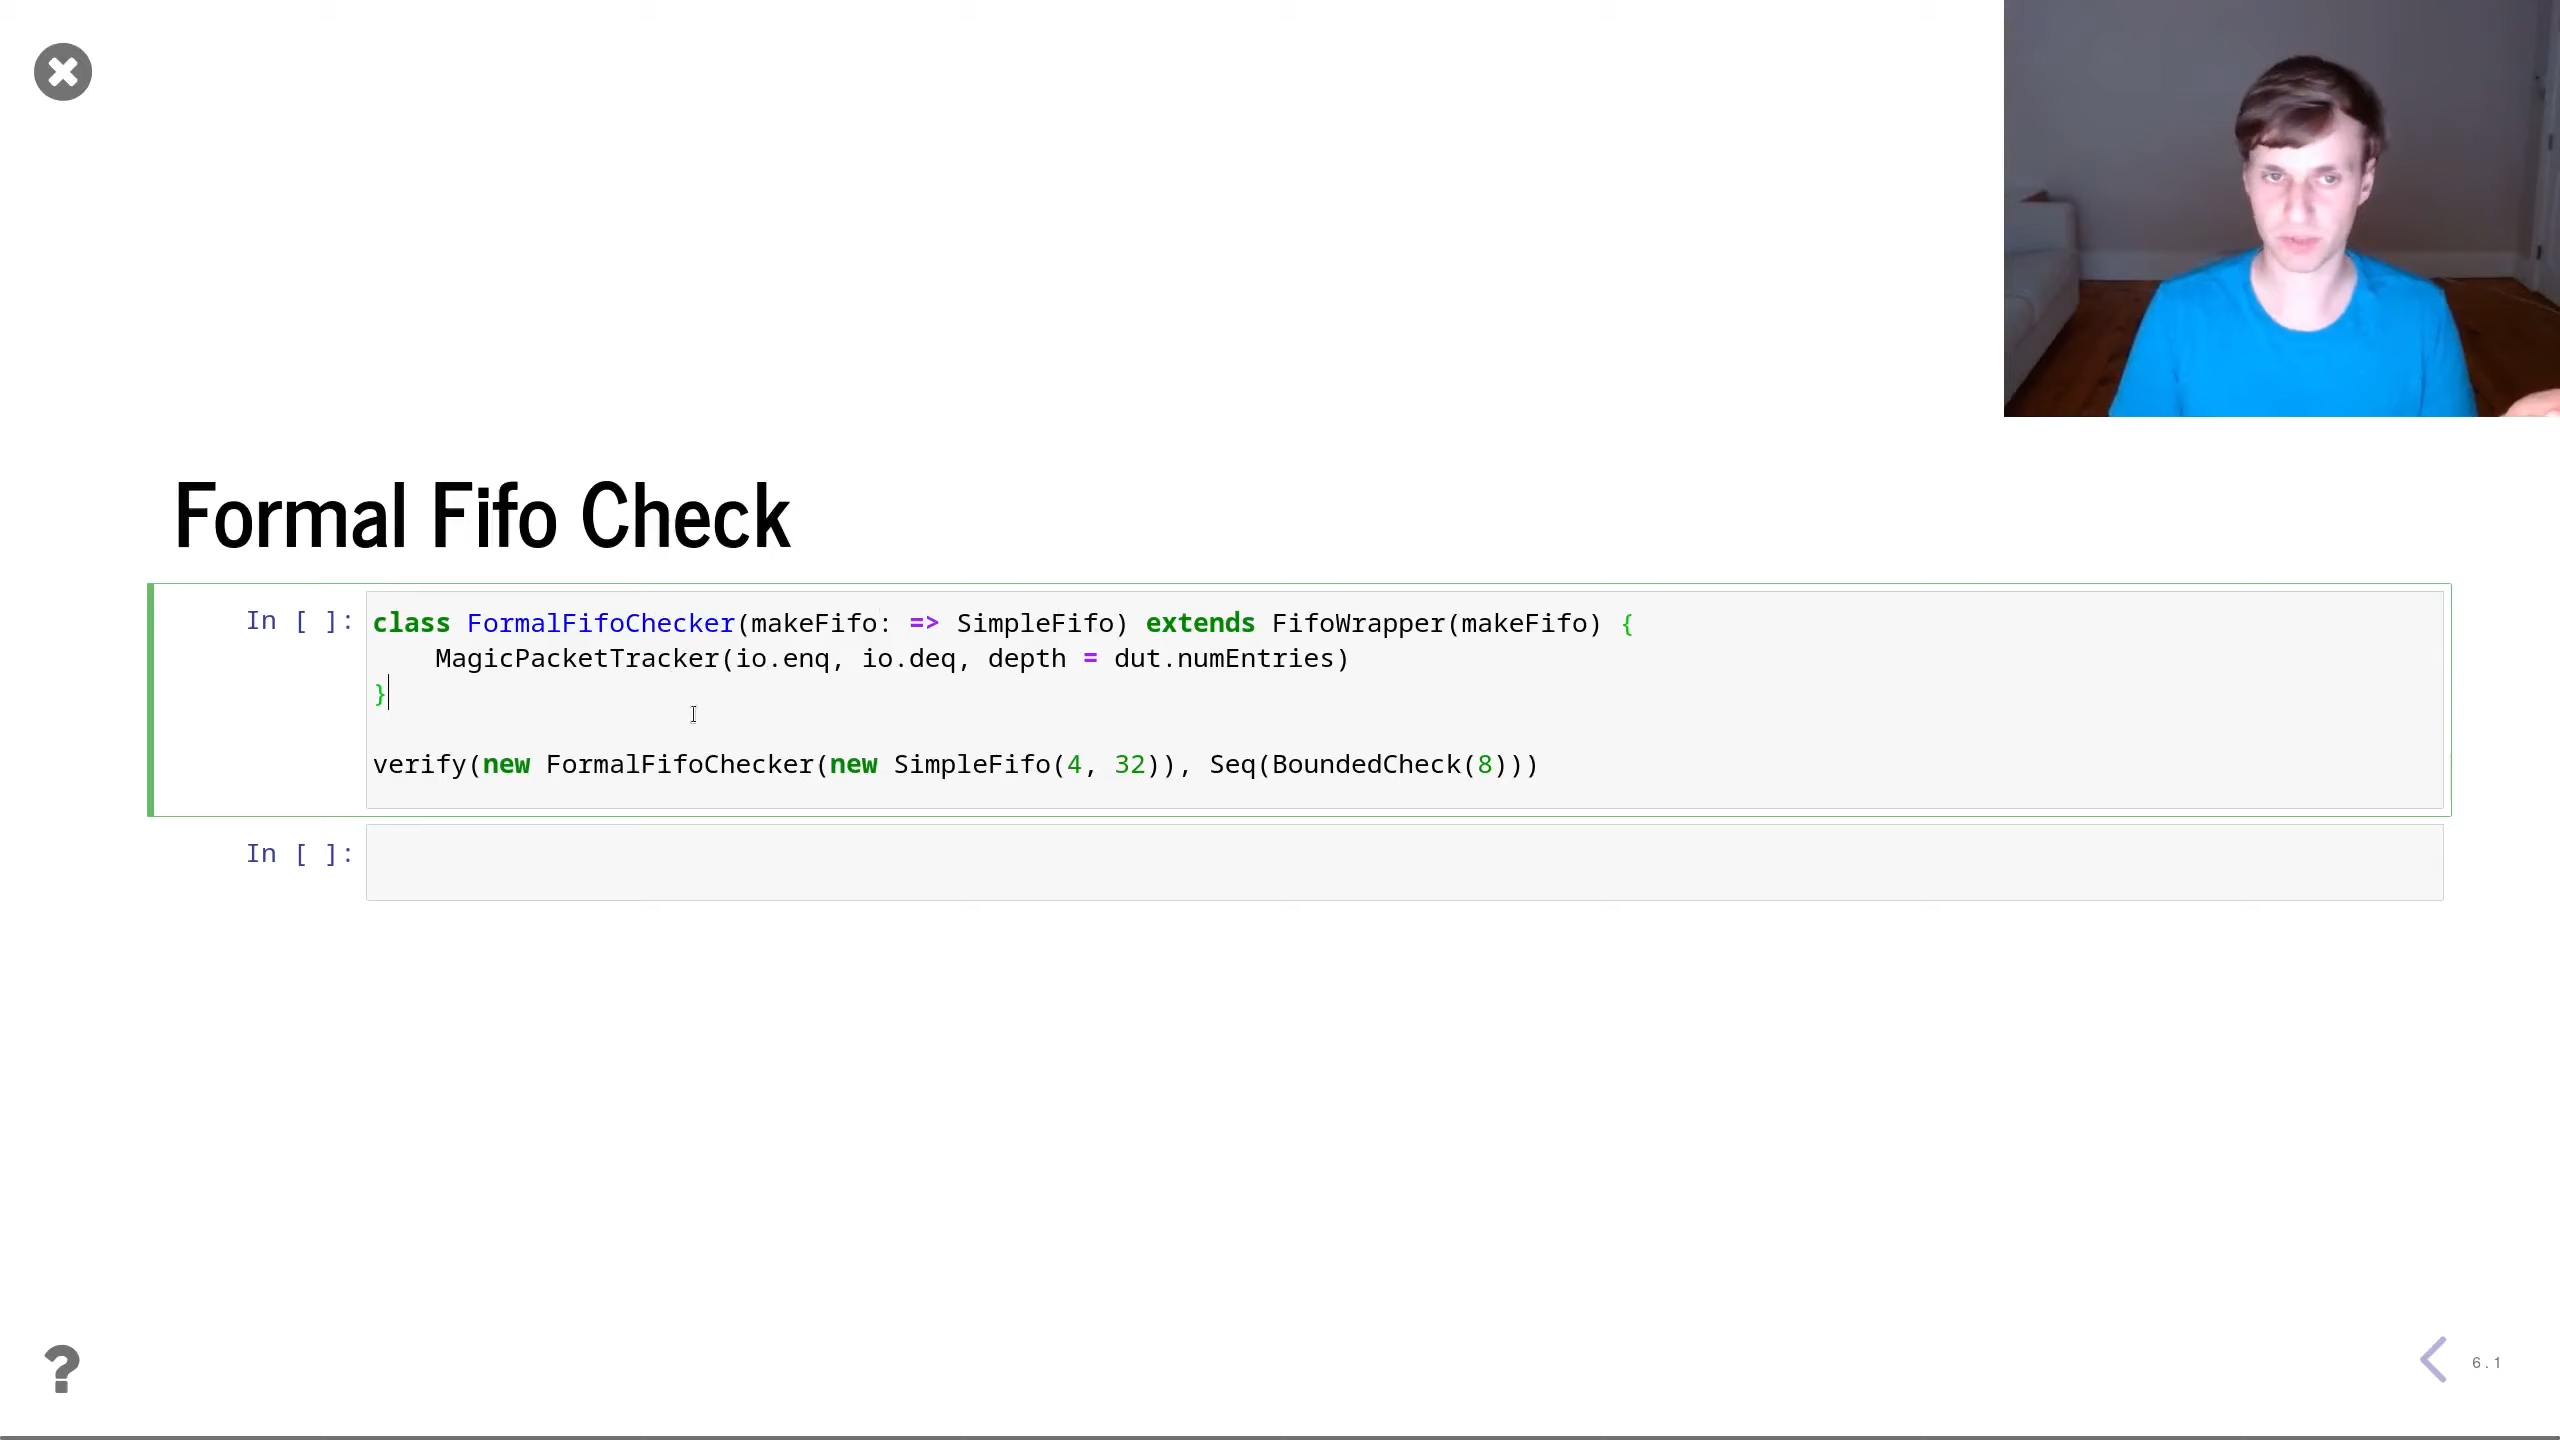 Formal Fifo Check
In [ ]:
class FormalFifoChecker(makeFifo: => SimpleFifo) extends FifoWrapper(makeFifo) {
    MagicPacketTracker(io.enq, io.deq, depth = dut.numEntries)
}
verify(new FormalFifoChecker(new SimpleFifo(4, 32)), Seq(BoundedCheck(8)))
In [ ]:
?
6.1